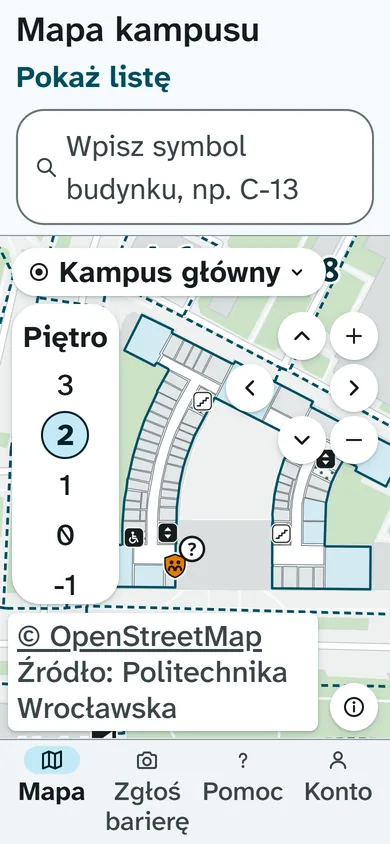 Mapa kampusu
Pokaż listę
Wpisz symbol
budynku, np. C-13
Kampus główny
8
Piętro
3
2
1
0
-1
?
© OpenStreetMap
Źródło: Politechnika
Wrocławska
Mapa
Zgłoś
barierę
?
Pomoc
Konto